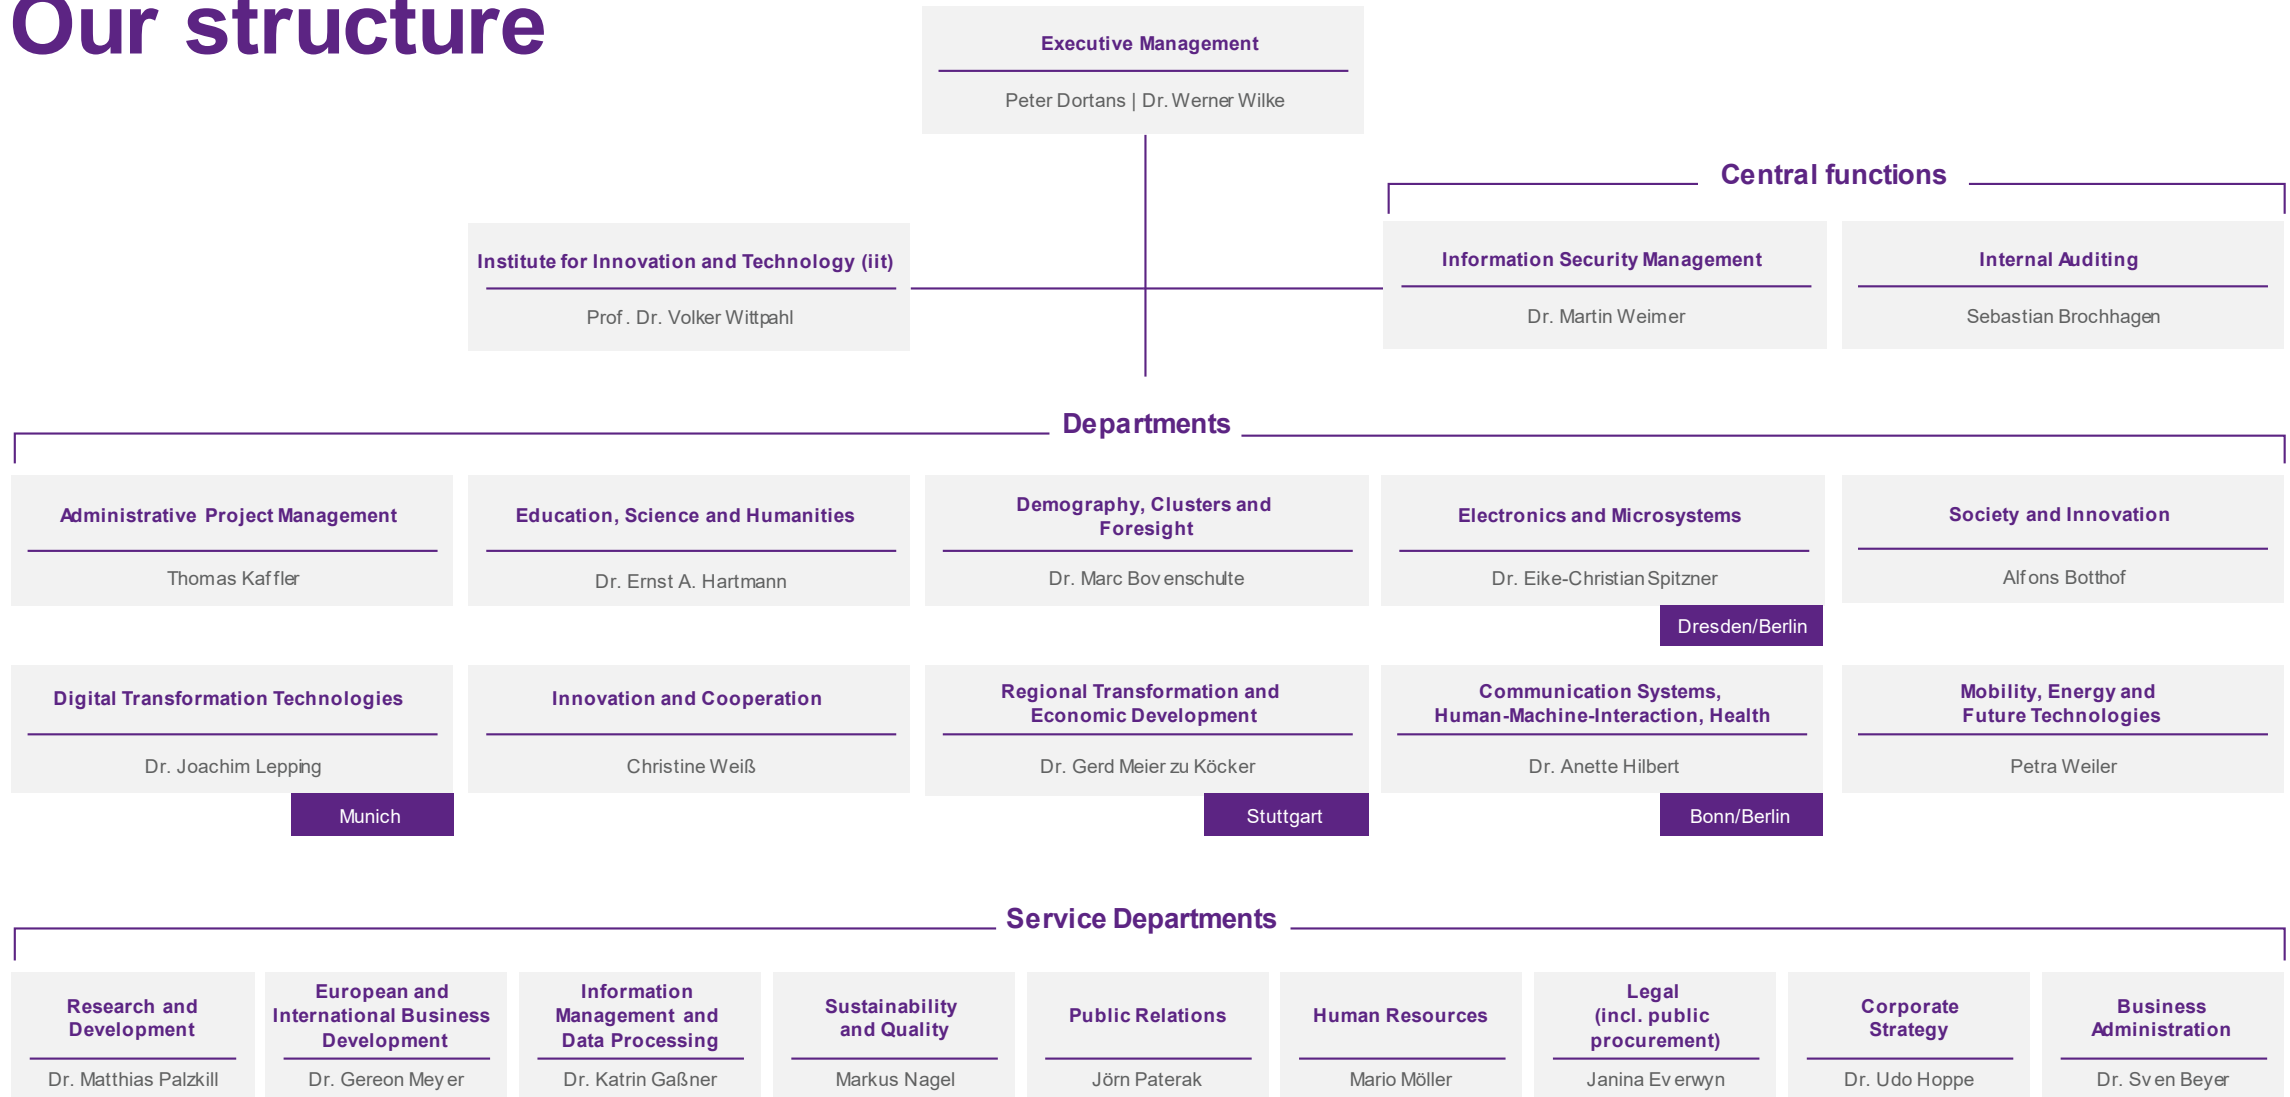 Our structure
Executive Management
Peter Dortans | Dr. Werner Wilke
Central functions
Institute for Innovation and Technology (iit)
Prof. Dr. Volker Wittpahl
Information Security Management
Dr. Martin Weimer
Internal Auditing
Sebastian Brochhagen
Departments
Administrative Project Management
Thomas Kaffler
Education, Science and Humanities
Dr. Ernst A. Hartmann
Demography, Clusters and
Foresight
Dr. Marc Bovenschulte
Electronics and Microsystems
Dr. Eike-Christian Spitzner
Dresden/Berlin
Society and Innovation
Alfons Botthof
Digital Transformation Technologies
Dr. Joachim Lepping
Munich
Innovation and Cooperation
Christine Weiß
Regional Transformation and
Economic Development
Dr. Gerd Meier zu Köcker
Stuttgart
Communication Systems,
Human-Machine-Interaction, Health
Dr. Anette Hilbert
Bonn/Berlin
Mobility, Energy and
Future Technologies
Petra Weiler
Service Departments
Research and
Development
Dr. Matthias Palzkill
European and
International Business
Development
Dr. Gereon Meyer
Information
Management and
Data Processing
Dr. Katrin Gaßner
Sustainability
and Quality
Markus Nagel
Public Relations
Jörn Paterak
Human Resources
Mario Möller
Legal
(incl. public
procurement)
Janina Everwyn
Corporate
Strategy
Dr. Udo Hoppe
Business
Administration
Dr. Sven Beyer